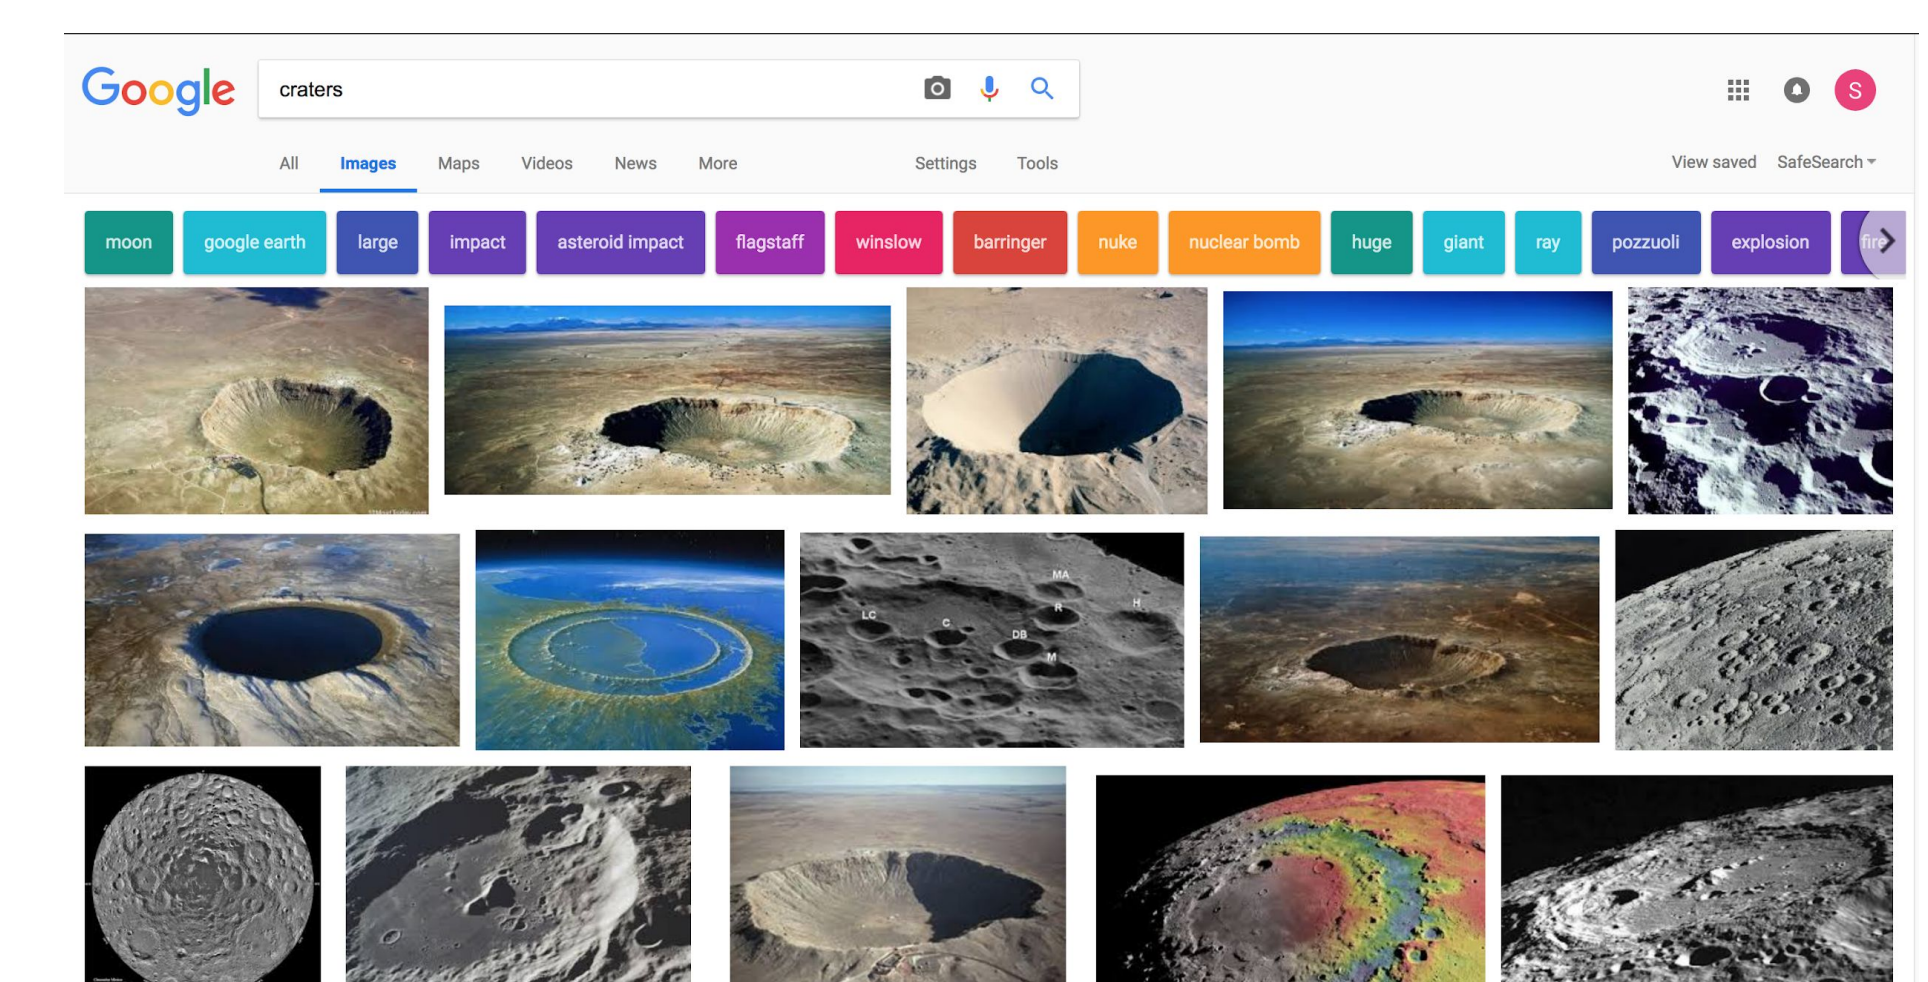 Google craters
All Images Maps Videos News More Settings Tools View saved SafeSearch
S
moon google earth large impact asteroid impact flagstaff winslow barringer nuke nuclear bomb huge giant ray pozzuoli explosion fire
MA
R
H
LC
C
DB
M